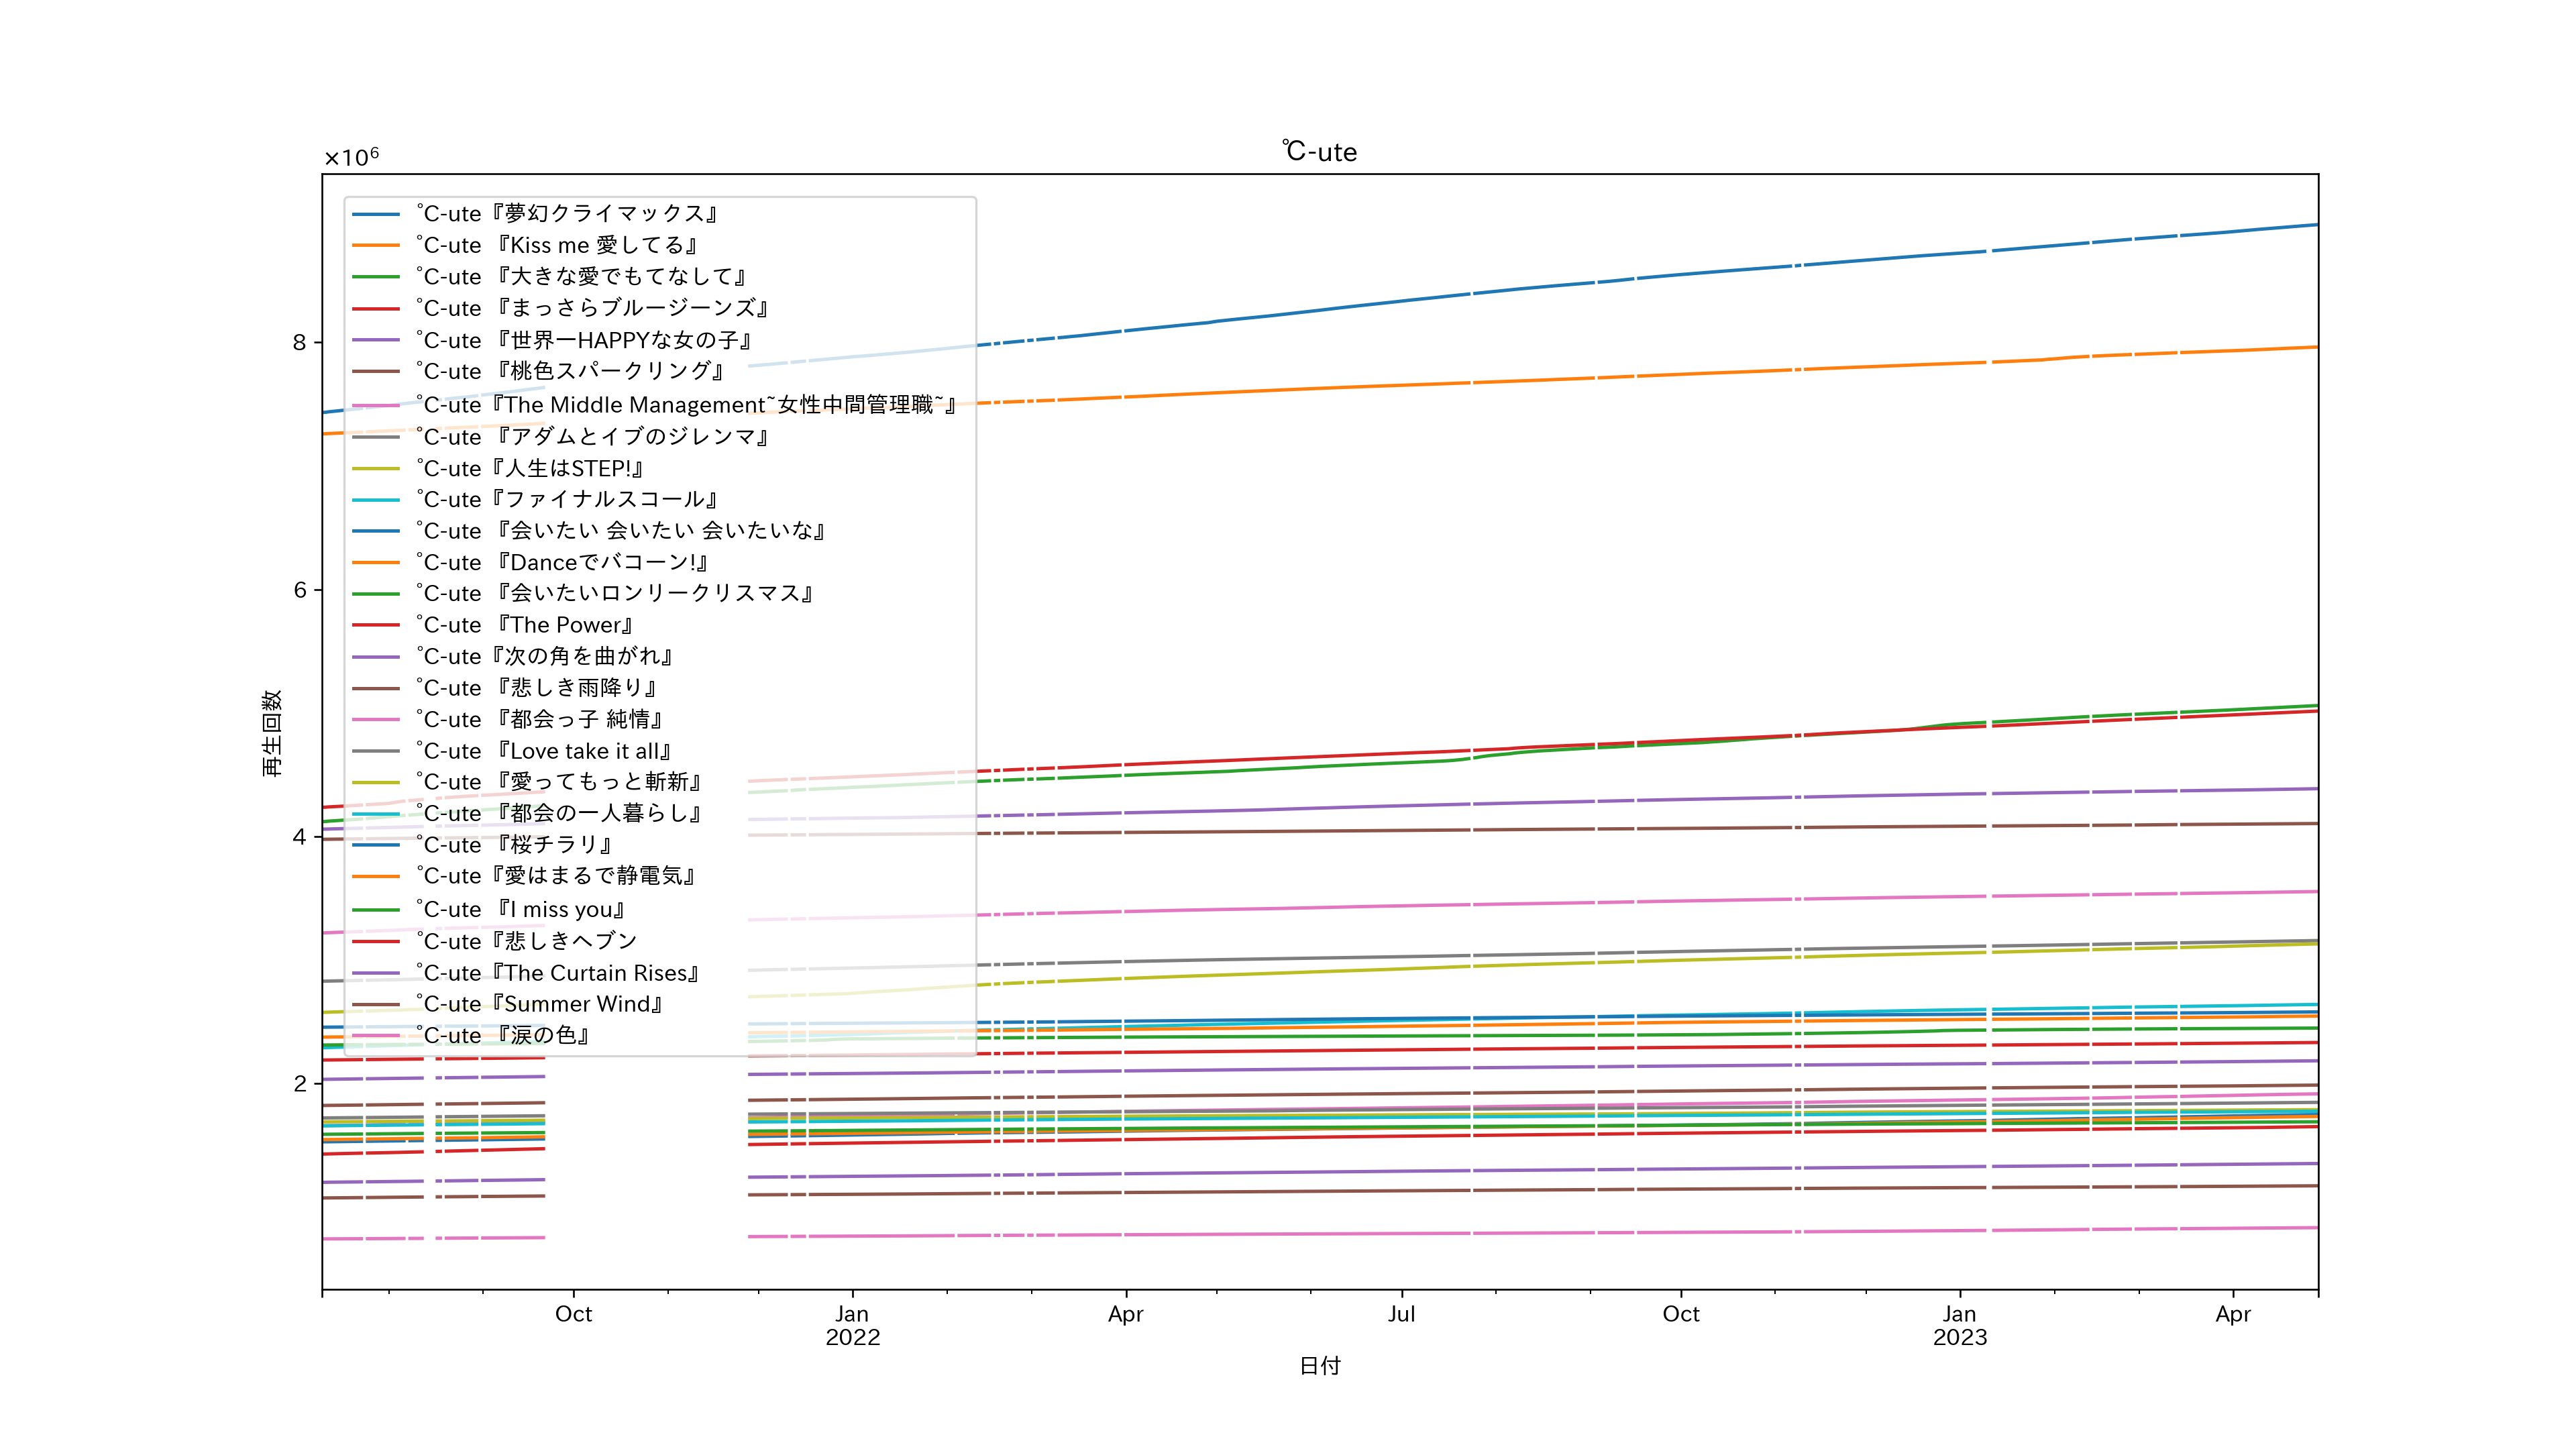 ℃-ute
×10⁶
8
6
4
2
再生回数
℃-ute『夢幻クライマックス』
℃-ute 『Kiss me 愛してる』
℃-ute 『大きな愛でもてなして』
℃-ute 『まっさらブルージーンズ』
℃-ute 『世界一HAPPYな女の子』
℃-ute 『桃色スパークリング』
℃-ute『The Middle Management~女性中間管理職~』
℃-ute 『アダムとイブのジレンマ』
℃-ute『人生はSTEP!』
℃-ute『ファイナルスコール』
℃-ute 『会いたい 会いたい 会いたいな』
℃-ute 『Danceでバコーン!』
℃-ute 『会いたいロンリークリスマス』
℃-ute 『The Power』
℃-ute『次の角を曲がれ』
℃-ute 『悲しき雨降り』
℃-ute 『都会っ子 純情』
℃-ute 『Love take it all』
℃-ute 『愛ってもっと斬新』
℃-ute 『都会の一人暮らし』
℃-ute 『桜チラリ』
℃-ute『愛はまるで静電気』
℃-ute 『I miss you』
℃-ute『悲しきヘブン
℃-ute『The Curtain Rises』
℃-ute『Summer Wind』
℃-ute 『涙の色』
Oct
Jan
2022
Apr
Jul
Oct
Jan
2023
Apr
日付